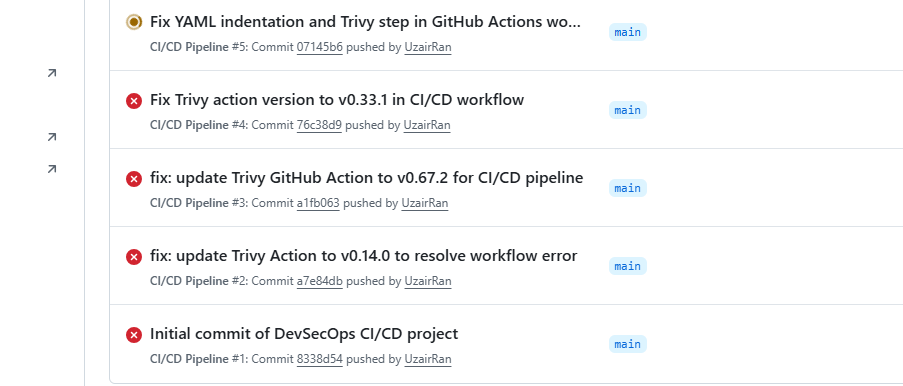 Fix YAML indentation and Trivy step in GitHub Actions wo...
main
CI/CD Pipeline #5: Commit 07145b6 pushed by UzairRan
Fix Trivy action version to v0.33.1 in CI/CD workflow
main
CI/CD Pipeline #4: Commit 76c38d9 pushed by UzairRan
fix: update Trivy GitHub Action to v0.67.2 for CI/CD pipeline
main
CI/CD Pipeline #3: Commit a1fb063 pushed by UzairRan
fix: update Trivy Action to v0.14.0 to resolve workflow error
main
CI/CD Pipeline #2: Commit a7e84db pushed by UzairRan
Initial commit of DevSecOps CI/CD project
main
CI/CD Pipeline #1: Commit 8338d54 pushed by UzairRan